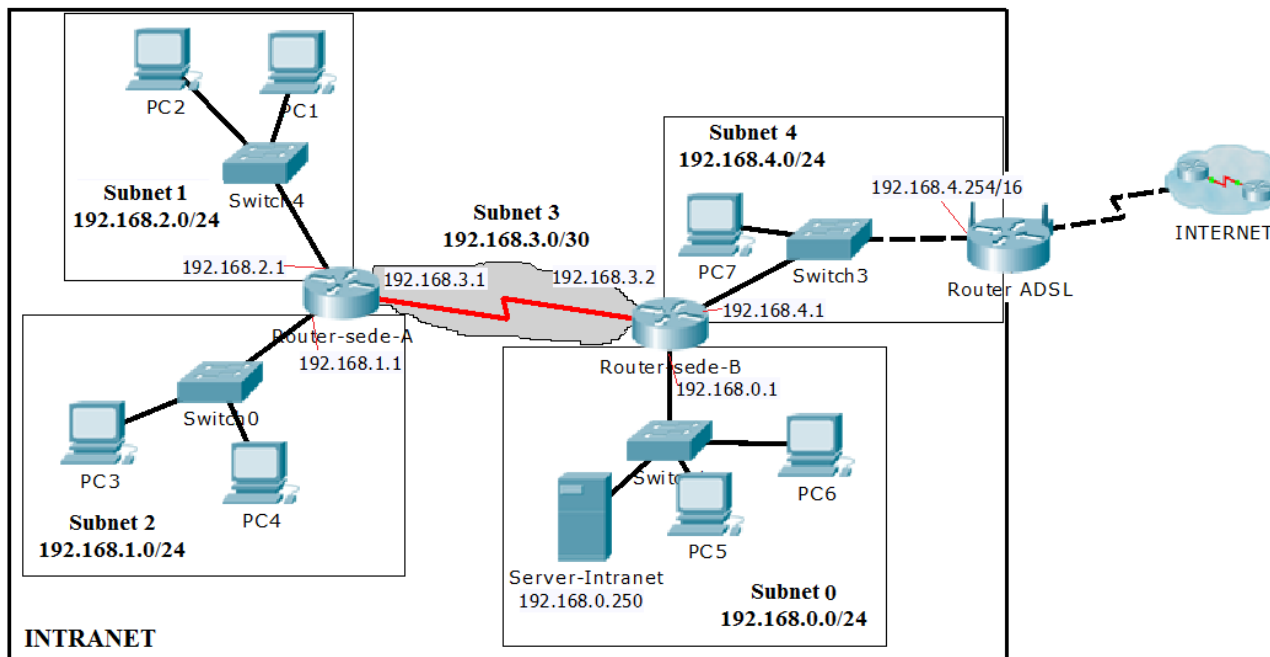 PC2
PC1
Subnet 1
192.168.2.0/24
Switch4
192.168.2.1
Subnet 3
192.168.3.0/30
192.168.3.1
192.168.3.2
Router-sede-A
192.168.1.1
Switch0
PC3
PC4
Subnet 2
192.168.1.0/24
Subnet 4
192.168.4.0/24
192.168.4.254/16
PC7
Switch3
Router ADSL
INTERNET
192.168.4.1
Router-sede-B
192.168.0.1
PC6
PC5
Server-Intranet
192.168.0.250
Subnet 0
192.168.0.0/24
INTRANET